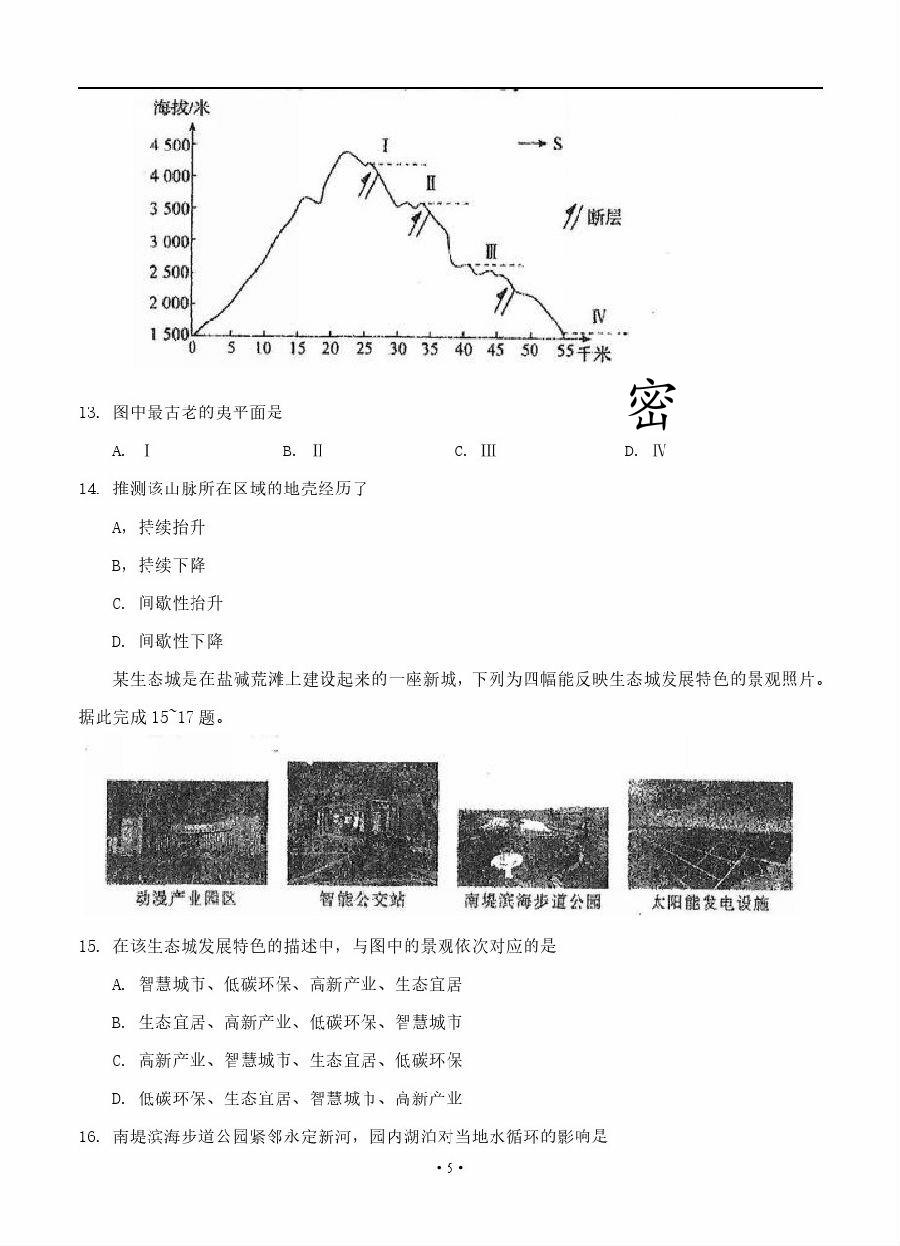 海拔/米
4 500
4 000
3 500
3 000
2 500
2 000
1 500
Ⅰ
Ⅱ
Ⅲ
Ⅳ
S
断层
0 5 10 15 20 25 30 35 40 45 50 55千米
密
13. 图中最古老的夷平面是
A. Ⅰ B. Ⅱ C. Ⅲ D. Ⅳ
14. 推测该山脉所在区域的地壳经历了
A，持续抬升
B，持续下降
C. 间歇性抬升
D. 间歇性下降
某生态城是在盐碱荒滩上建设起来的一座新城，下列为四幅能反映生态城发展特色的景观照片。
据此完成 15~17 题。
动漫产业园区 智能公交站 南堤滨海步道公园 太阳能发电设施
15. 在该生态城发展特色的描述中，与图中的景观依次对应的是
A. 智慧城市、低碳环保、高新产业、生态宜居
B. 生态宜居、高新产业、低碳环保、智慧城市
C. 高新产业、智慧城市、生态宜居、低碳环保
D. 低碳环保、生态宜居、智慧城市、高新产业
16. 南堤滨海步道公园紧邻永定新河，园内湖泊对当地水循环的影响是
·5·